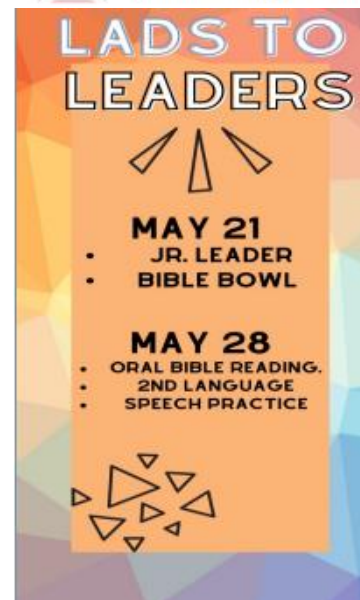 LADS TO
LEADERS
MAY 21
• JR. LEADER
• BIBLE BOWL
MAY 28
• ORAL BIBLE READING.
• 2ND LANGUAGE
• SPEECH PRACTICE